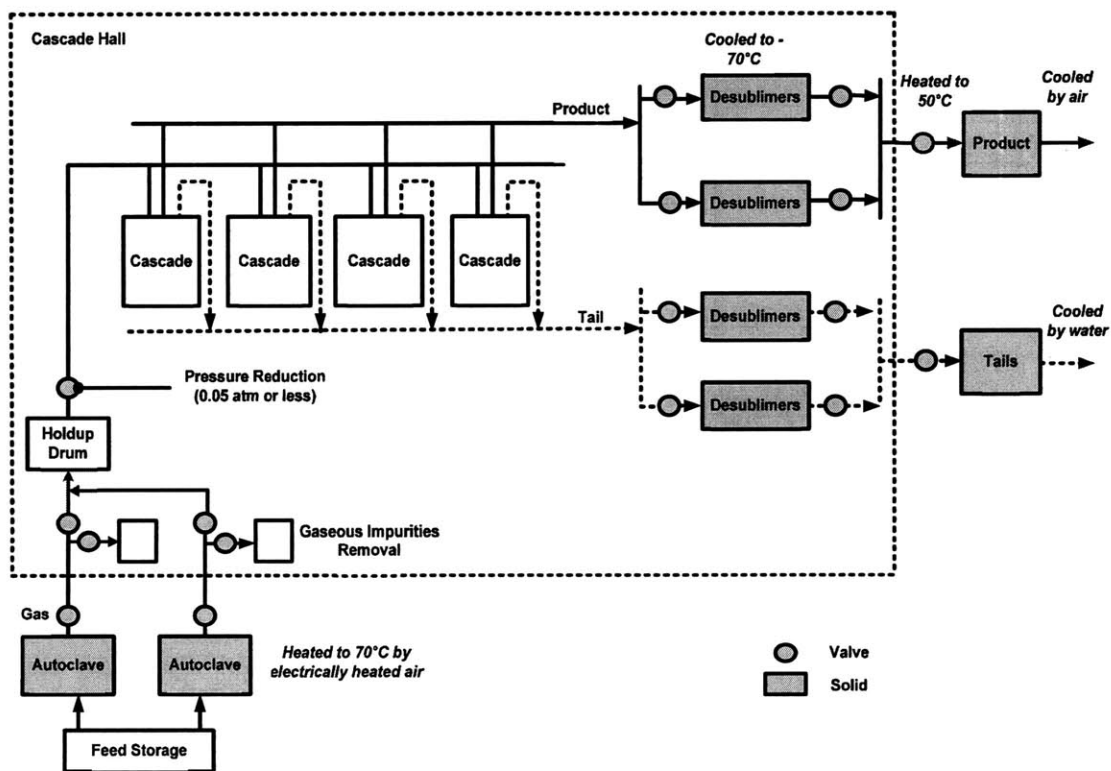 Cascade Hall
Cooled to -
70°C
Desublimers
Heated to
50°C
Cooled
by air
Product
Product
Desublimers
Cascade
Cascade
Cascade
Cascade
Tail
Desublimers
Cooled
by water
Tails
Desublimers
Pressure Reduction
(0.05 atm or less)
Holdup
Drum
Gaseous Impurities
Removal
Gas
Autoclave
Autoclave
Heated to 70°C by
electrically heated air
Valve
Solid
Feed Storage